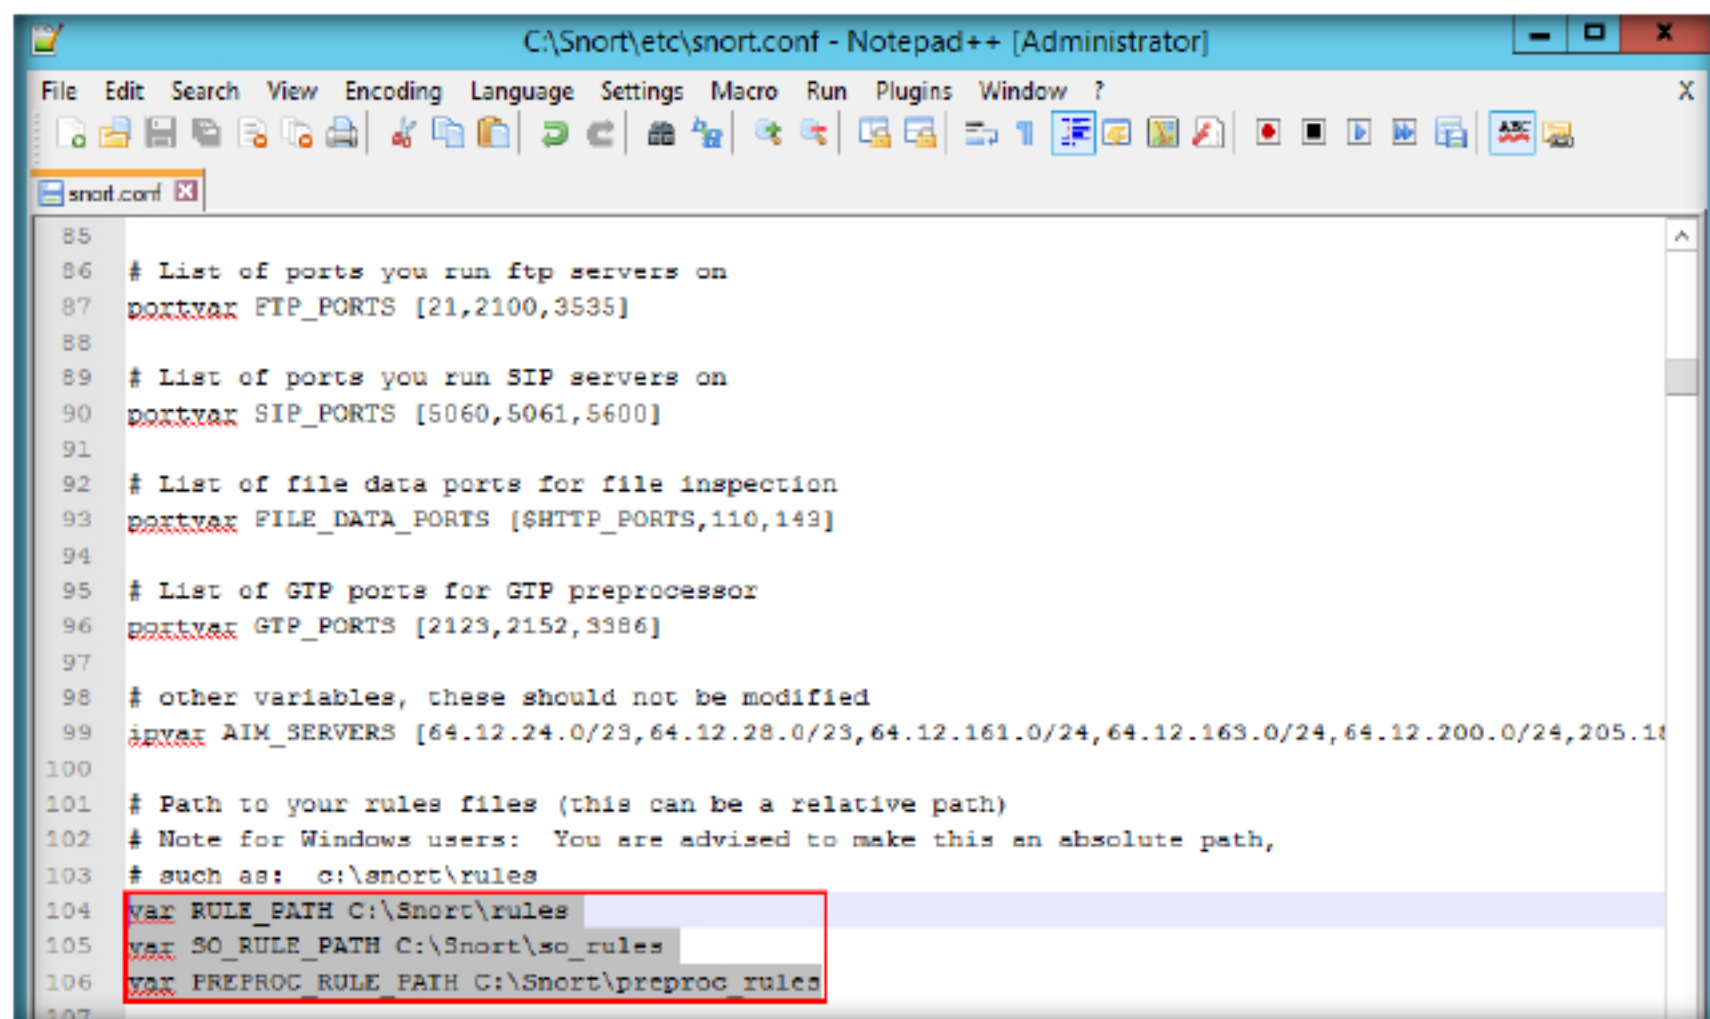 C:\Snort\etc\snort.conf - Notepad++ [Administrator]
File Edit Search View Encoding Language Settings Macro Run Plugins Window ? X
snort.conf
85
86 # List of ports you run ftp servers on
87 portvar FTP_PORTS [21,2100,3535]
88
89 # List of ports you run SIP servers on
90 portvar SIP_PORTS [5060,5061,5600]
91
92 # List of file data ports for file inspection
93 portvar FILE_DATA_PORTS [$HTTP_PORTS,110,143]
94
95 # List of GTP ports for GTP preprocessor
96 portvar GTP_PORTS [2123,2152,3386]
97
98 # other variables, these should not be modified
99 ipvar AIM_SERVERS [64.12.24.0/23,64.12.28.0/23,64.12.161.0/24,64.12.163.0/24,64.12.200.0/24,205.18
100
101 # Path to your rules files (this can be a relative path)
102 # Note for Windows users:  You are advised to make this an absolute path,
103 # such as:  c:\snort\rules
104 var RULE_PATH C:\Snort\rules
105 var SO_RULE_PATH C:\Snort\so_rules
106 var PREPROC_RULE_PATH C:\Snort\preproc_rules
107